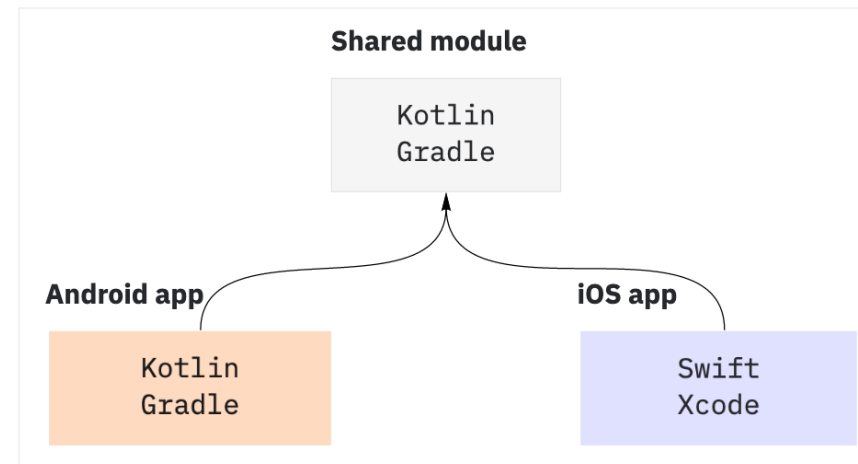 Shared module
Kotlin
Gradle
Android app
Kotlin
Gradle
iOS app
Swift
Xcode